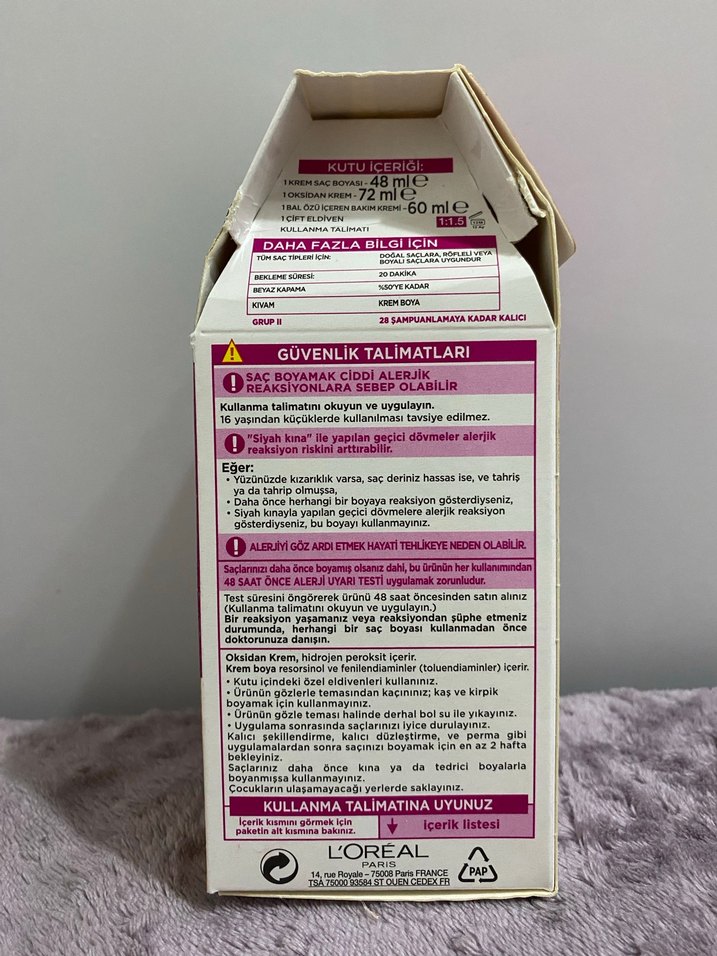 KUTU İÇERİĞİ:
1 KREM SAÇ BOYASI - 48 ml e
1 OKSİDAN KREM - 72 ml e
1 BAL ÖZÜ İÇEREN BAKIM KREMİ - 60 ml e
1 ÇİFT ELDİVEN
1:1.5
KULLANMA TALİMATI
DAHA FAZLA BİLGİ İÇİN
TÜM SAÇ TİPLERİ İÇİN: DOĞAL SAÇLARA, RÖFLELİ VEYA
BOYALI SAÇLARA UYGUNDUR
BEKLEME SÜRESİ: 20 DAKİKA
BEYAZ KAPAMA %50'YE KADAR
KIVAM KREM BOYA
GRUP II 28 ŞAMPUANLAMAYA KADAR KALICI
GÜVENLİK TALİMATLARI
SAÇ BOYAMAK CİDDİ ALERJİK
REAKSİYONLARA SEBEP OLABİLİR
Kullanma talimatını okuyun ve uygulayın.
16 yaşından küçüklerde kullanılması tavsiye edilmez.
"Siyah kına" ile yapılan geçici dövmeler alerjik
reaksiyon riskini arttırabilir.
Eğer:
• Yüzünüzde kızarıklık varsa, saç deriniz hassas ise, ve tahriş
ya da tahrip olmuşsa,
• Daha önce herhangi bir boyaya reaksiyon gösterdiyseniz,
• Siyah kınayla yapılan geçici dövmelere alerjik reaksiyon
gösterdiyseniz, bu boyayı kullanmayınız.
ALERJİYİ GÖZ ARDI ETMEK HAYATİ TEHLİKEYE NEDEN OLABİLİR.
Saçlarınızı daha önce boyamış olsanız dahi, bu ürünün her kullanımından
48 SAAT ÖNCE ALERJİ UYARI TESTİ uygulamak zorunludur.
Test süresini öngörerek ürünü 48 saat öncesinden satın alınız
(Kullanma talimatını okuyun ve uygulayın.)
Bir reaksiyon yaşamanız veya reaksiyondan şüphe etmeniz
durumunda, herhangi bir saç boyası kullanmadan önce
doktorunuza danışın.
Oksidan Krem, hidrojen peroksit içerir.
Krem boya resorsinol ve fenilendiaminler (toluendiaminler) içerir.
• Kutu içindeki özel eldivenleri kullanınız.
• Ürünün gözlerle temasından kaçınınız; kaş ve kirpik
boyamak için kullanmayınız.
• Ürünün gözle teması halinde derhal bol su ile yıkayınız.
• Uygulama sonrasında saçlarınızı iyice durulayınız.
Kalıcı şekillendirme, kalıcı düzleştirme, ve perma gibi
uygulamalardan sonra saçınızı boyamak için en az 2 hafta
bekleyiniz.
Saçlarınız daha önce kına ya da tedrici boyalarla
boyanmışsa kullanmayınız.
Çocukların ulaşamayacağı yerlerde saklayınız.
KULLANMA TALİMATINA UYUNUZ
İçerik kısmını görmek için
paketin alt kısmına bakınız.
içerik listesi
L'ORÉAL
PARIS
14, rue Royale – 75008 Paris FRANCE
TSA 75000 93584 ST OUEN CEDEX FR
PAP